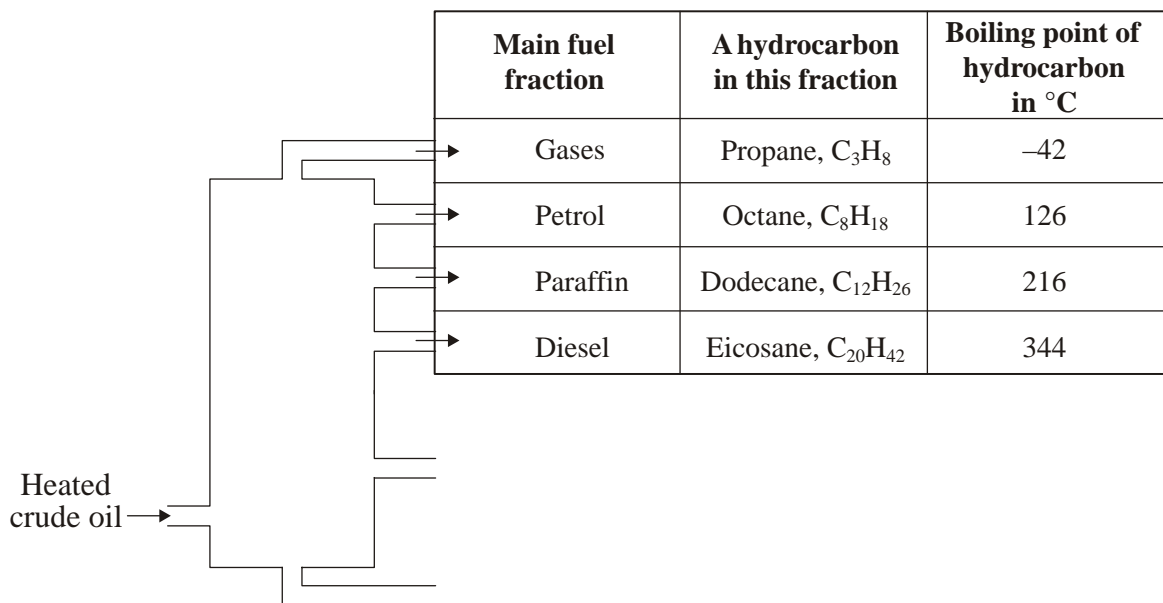 Main fuel
fraction
A hydrocarbon
in this fraction
Boiling point of
hydrocarbon
in °C
Gases
Propane, C₃H₈
–42
Petrol
Octane, C₈H₁₈
126
Paraffin
Dodecane, C₁₂H₂₆
216
Diesel
Eicosane, C₂₀H₄₂
344
Heated
crude oil